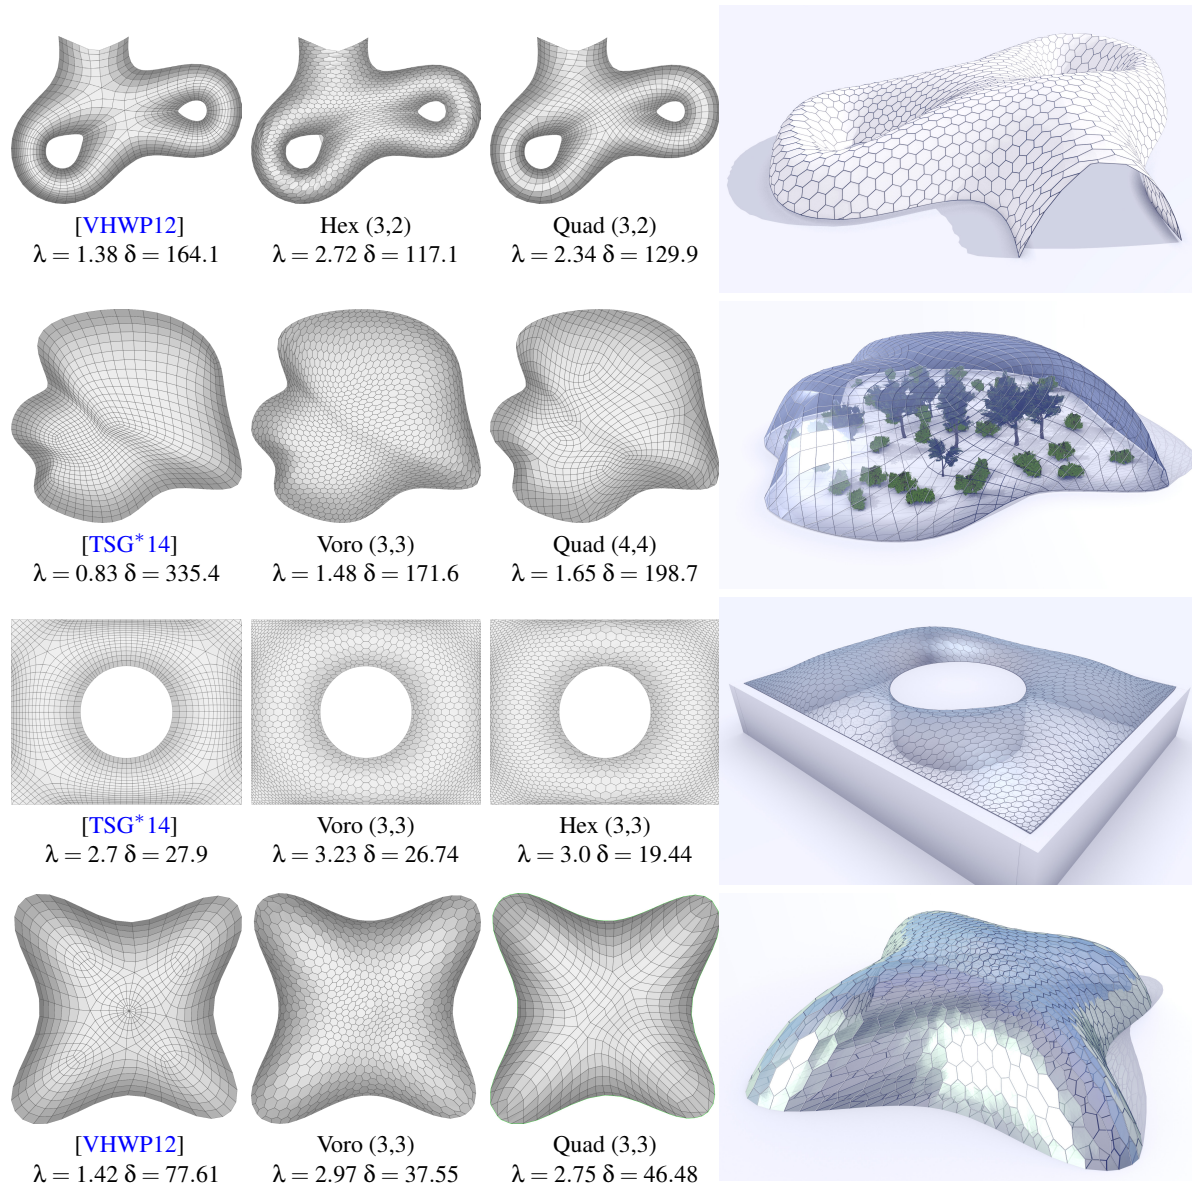 [VHWP12]
λ = 1.38 δ = 164.1
Hex (3,2)
λ = 2.72 δ = 117.1
Quad (3,2)
λ = 2.34 δ = 129.9
[TSG*14]
λ = 0.83 δ = 335.4
Voro (3,3)
λ = 1.48 δ = 171.6
Quad (4,4)
λ = 1.65 δ = 198.7
[TSG*14]
λ = 2.7 δ = 27.9
Voro (3,3)
λ = 3.23 δ = 26.74
Hex (3,3)
λ = 3.0 δ = 19.44
[VHWP12]
λ = 1.42 δ = 77.61
Voro (3,3)
λ = 2.97 δ = 37.55
Quad (3,3)
λ = 2.75 δ = 46.48